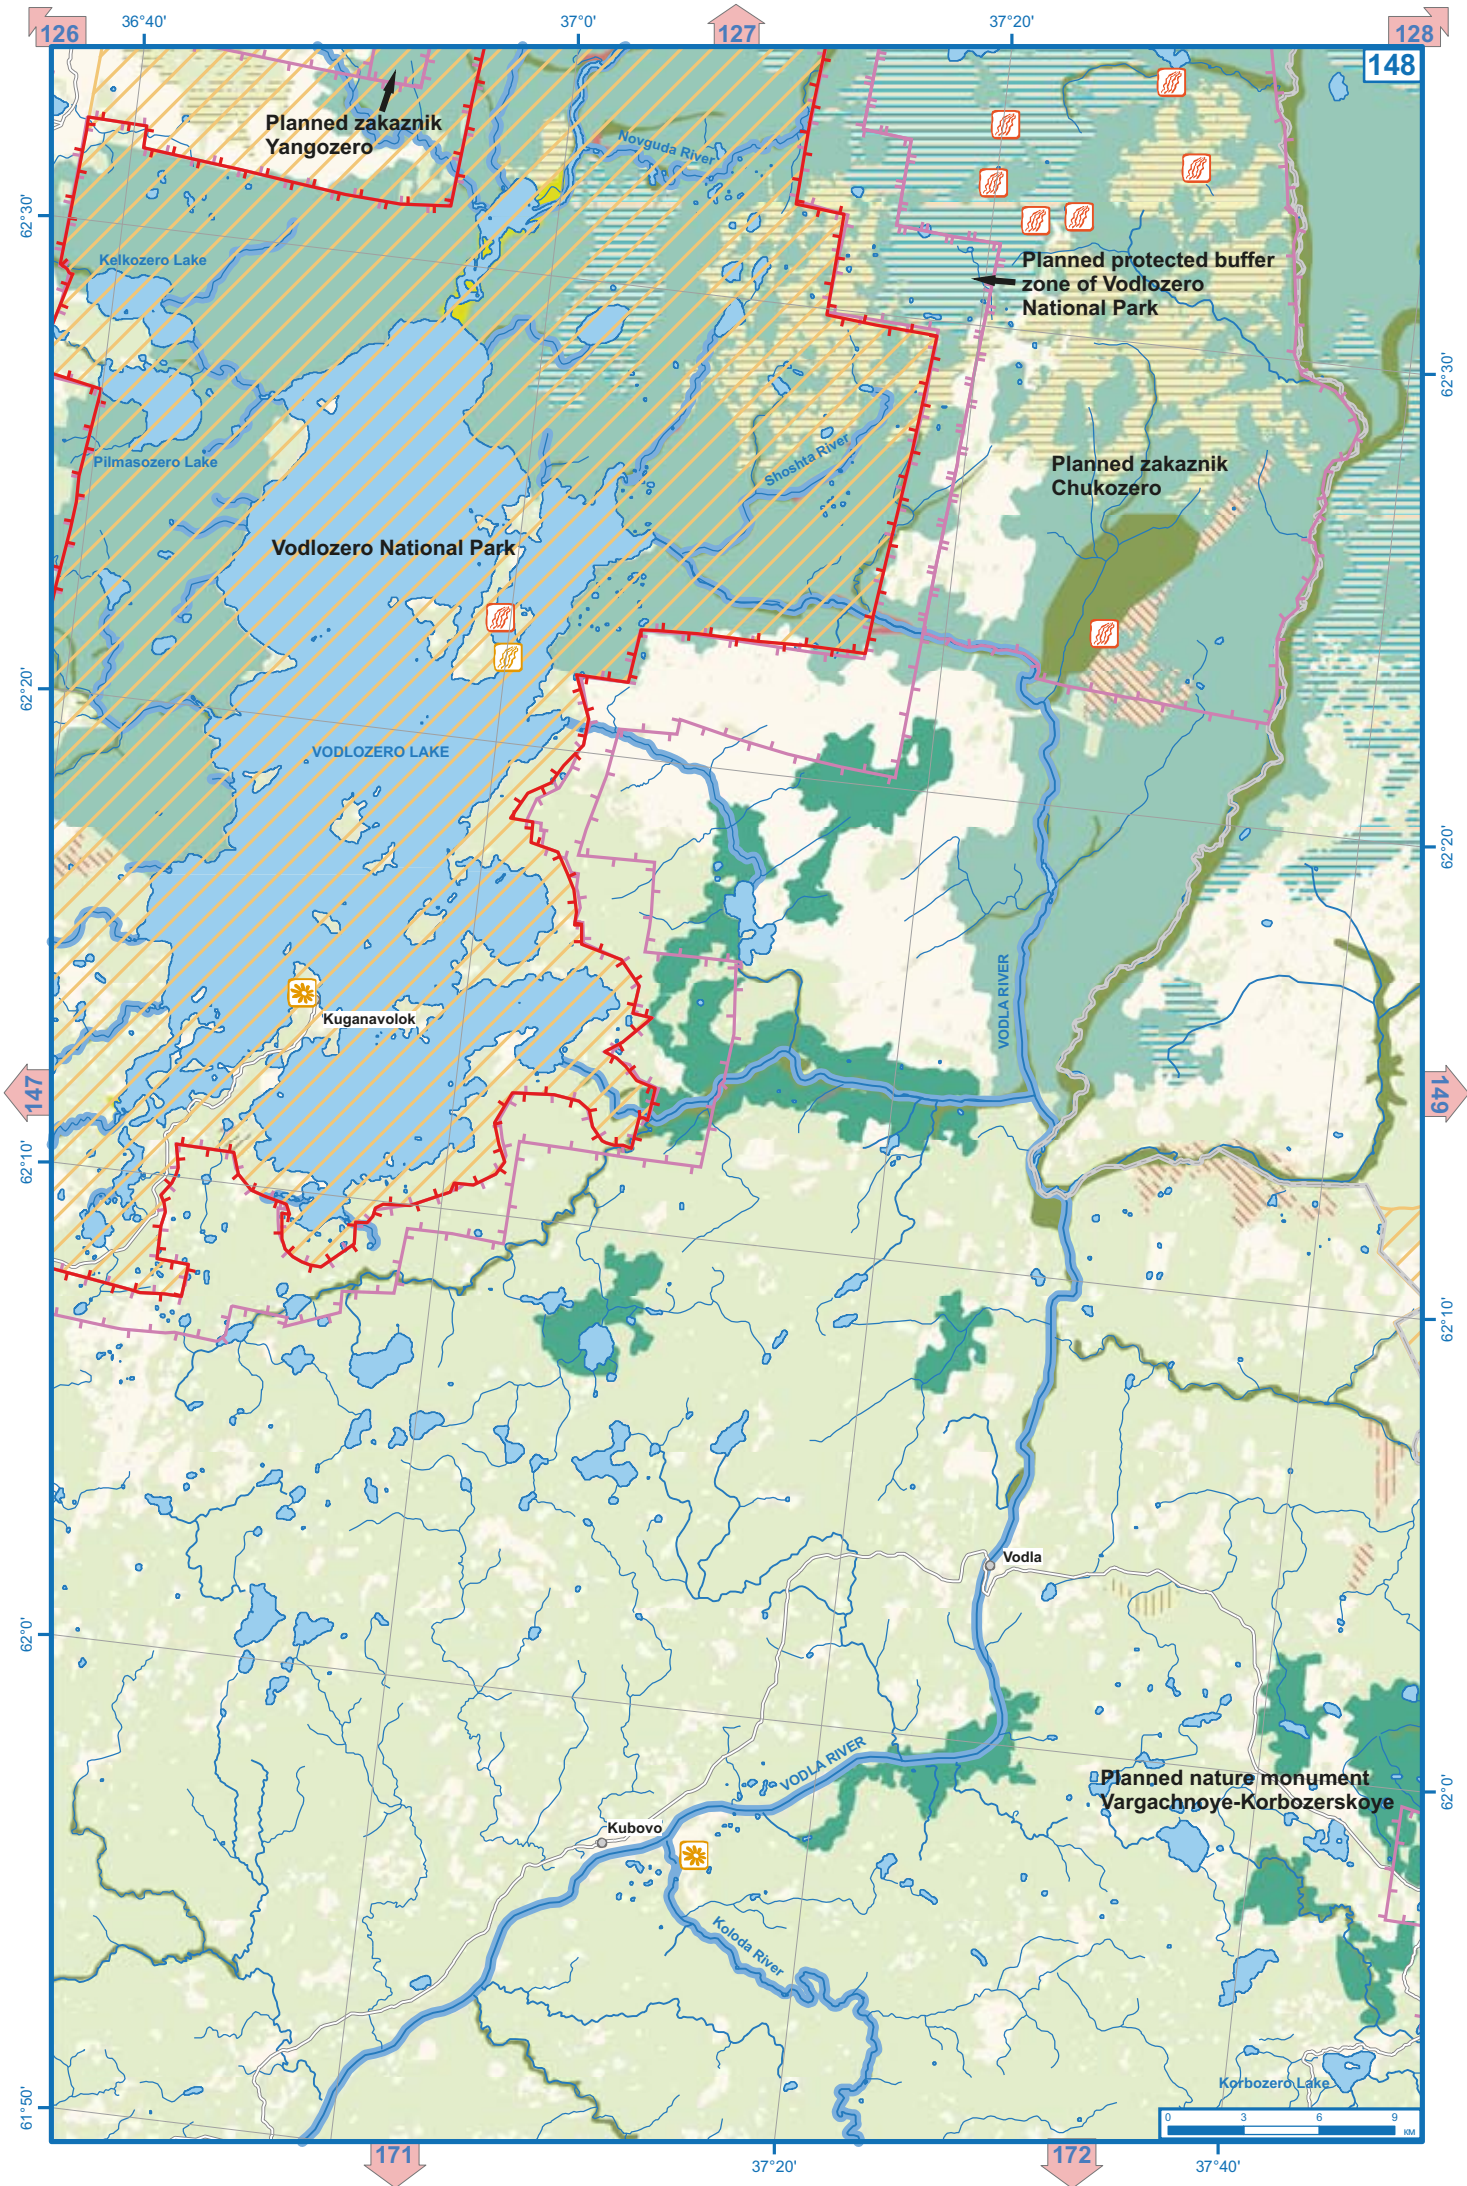 36°40'
37°0'
37°20'
126
127
128
148
Planned zakaznik
Yangozero
Novguda River
62°30'
Kelkozero Lake
Planned protected buffer
zone of Vodlozero
National Park
62°30'
Pilmasozero Lake
Shoshta River
Planned zakaznik
Chukozero
Vodlozero National Park
62°20'
VODLOZERO LAKE
62°20'
VODLA RIVER
Kuganavolok
147
149
62°10'
62°10'
Vodla
62°0'
VODLA RIVER
Planned nature monument
Vargachnoye-Korbozerskoye
62°0'
Kubovo
Koloda River
Korbozero Lake
61°50'
0 3 6 9
км
171
172
37°20'
37°40'